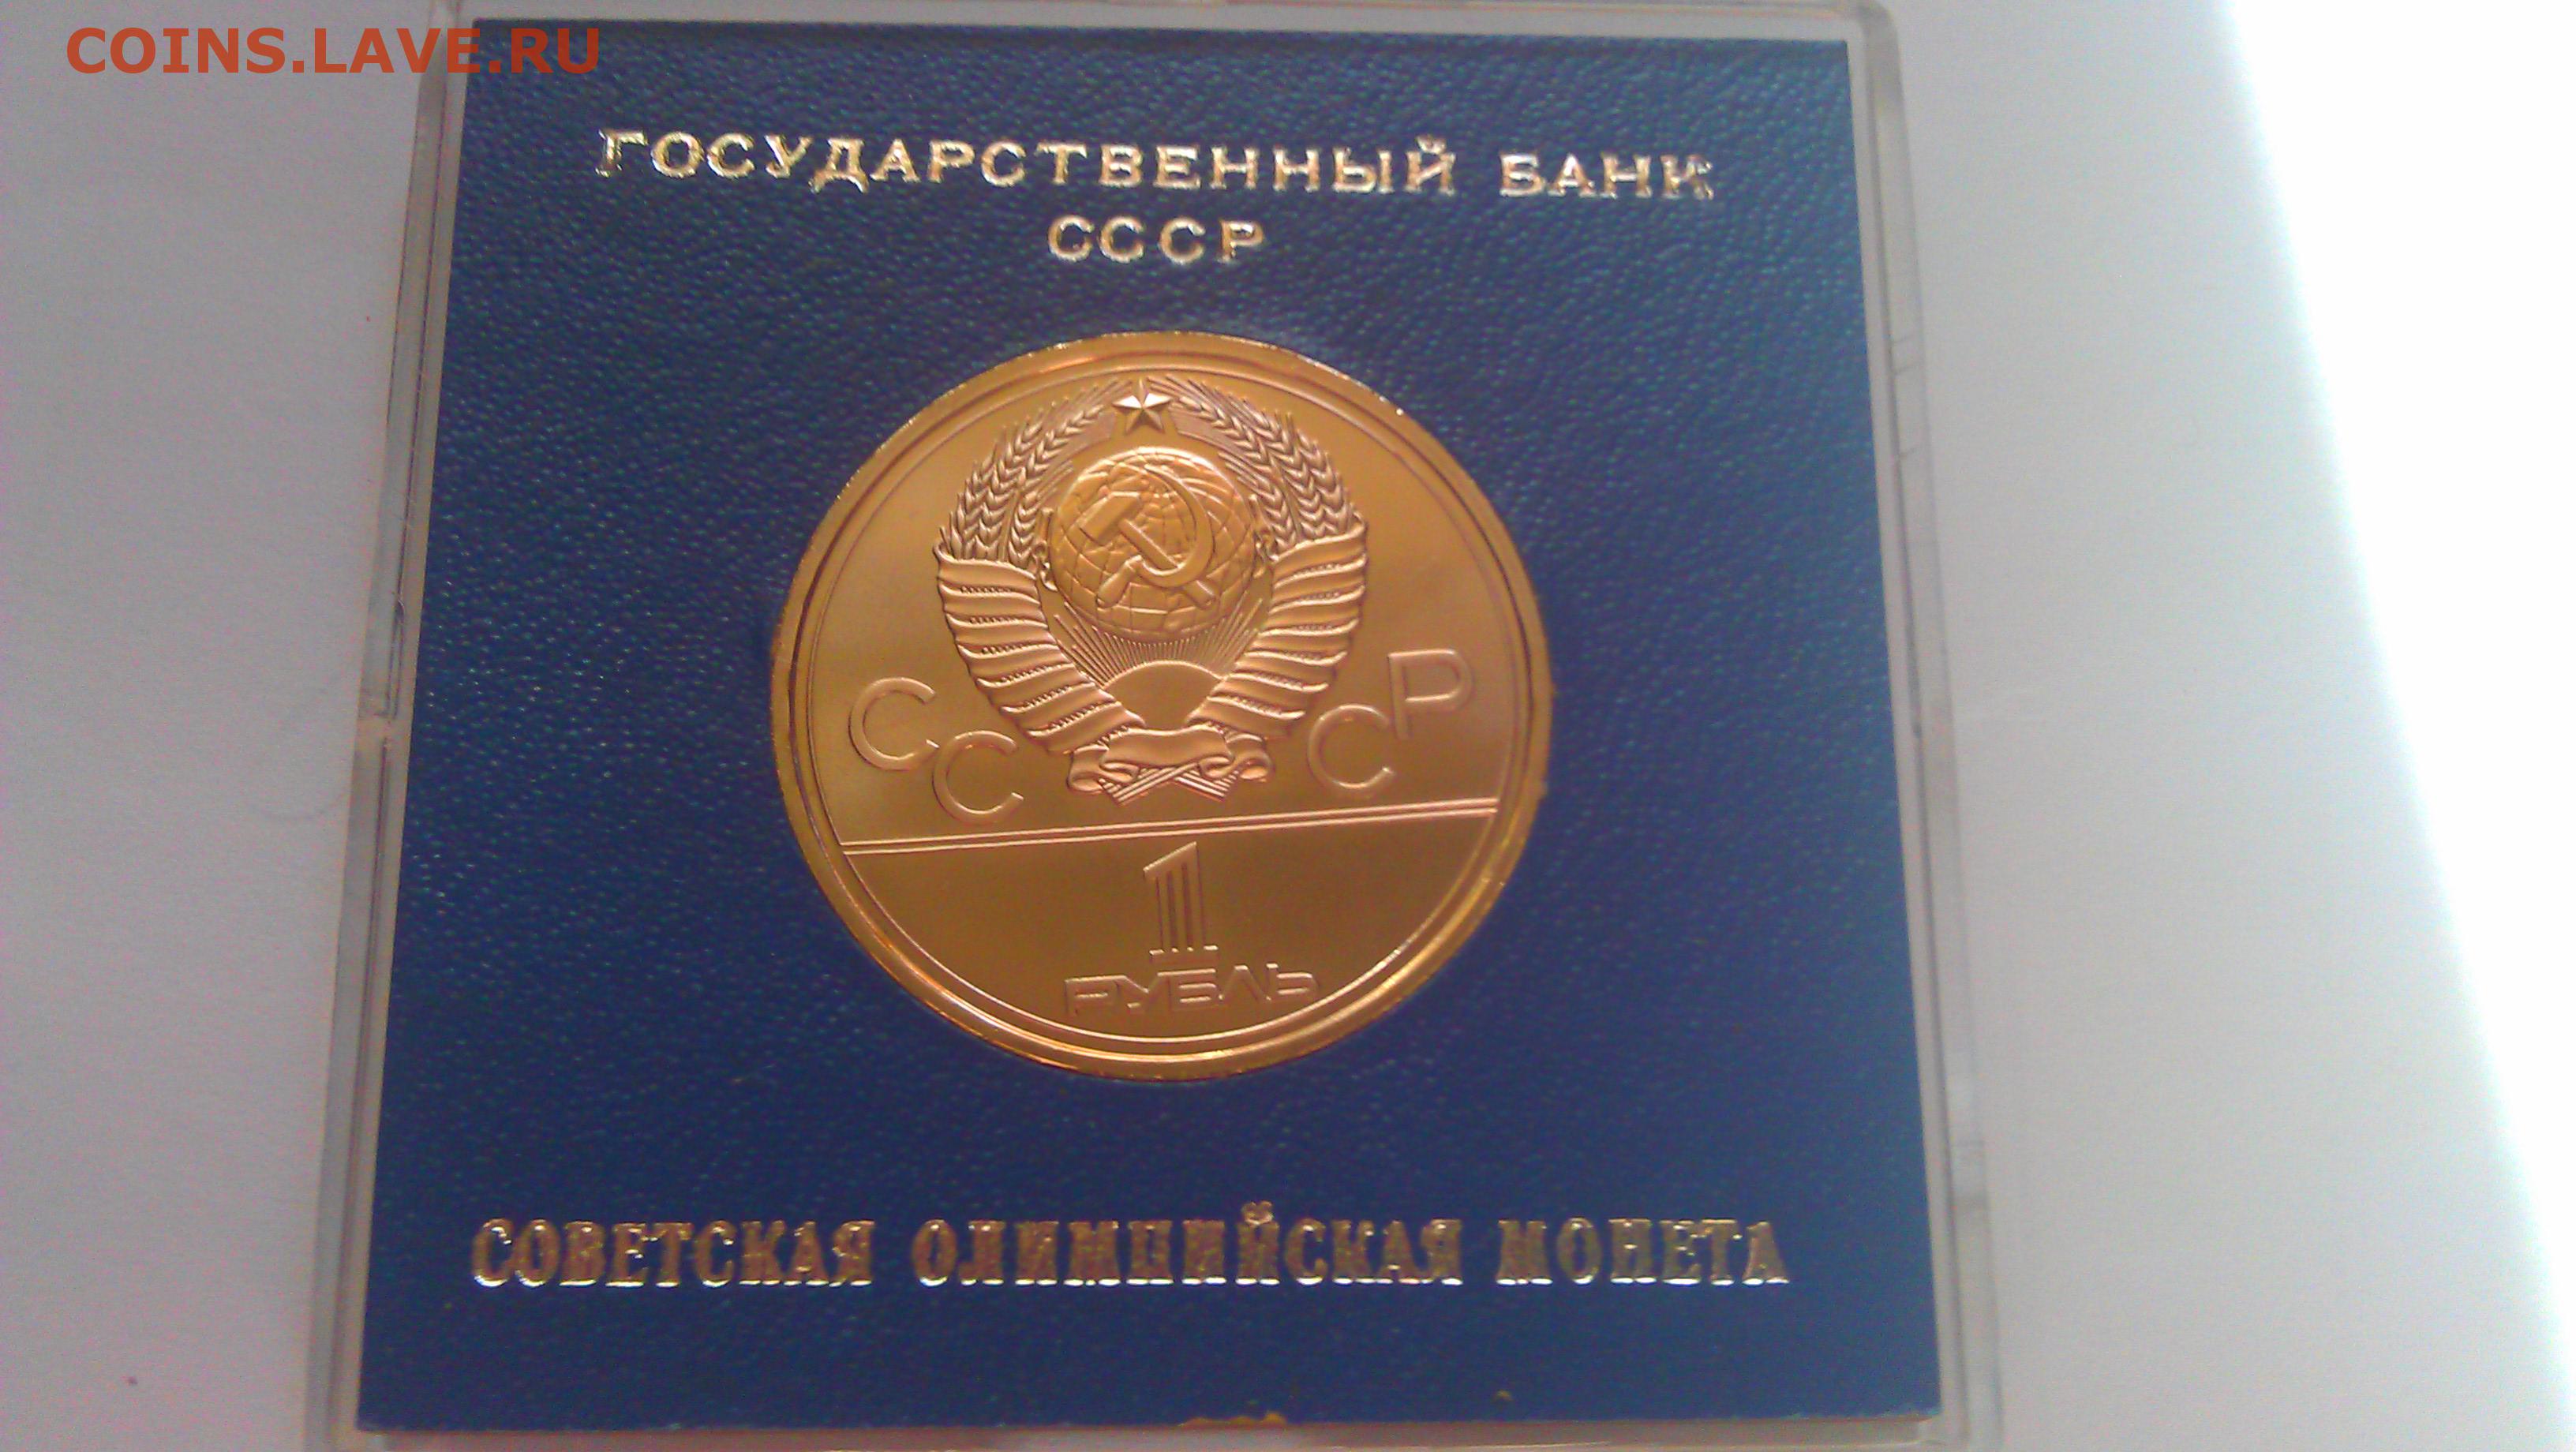 COINS.LAVE.RU
ГОСУДАРСТВЕННЫЙ БАНК
СССР
СССР
1
РУБЛЬ
СОВЕТСКАЯ ОЛИМПИЙСКАЯ МОНЕТА